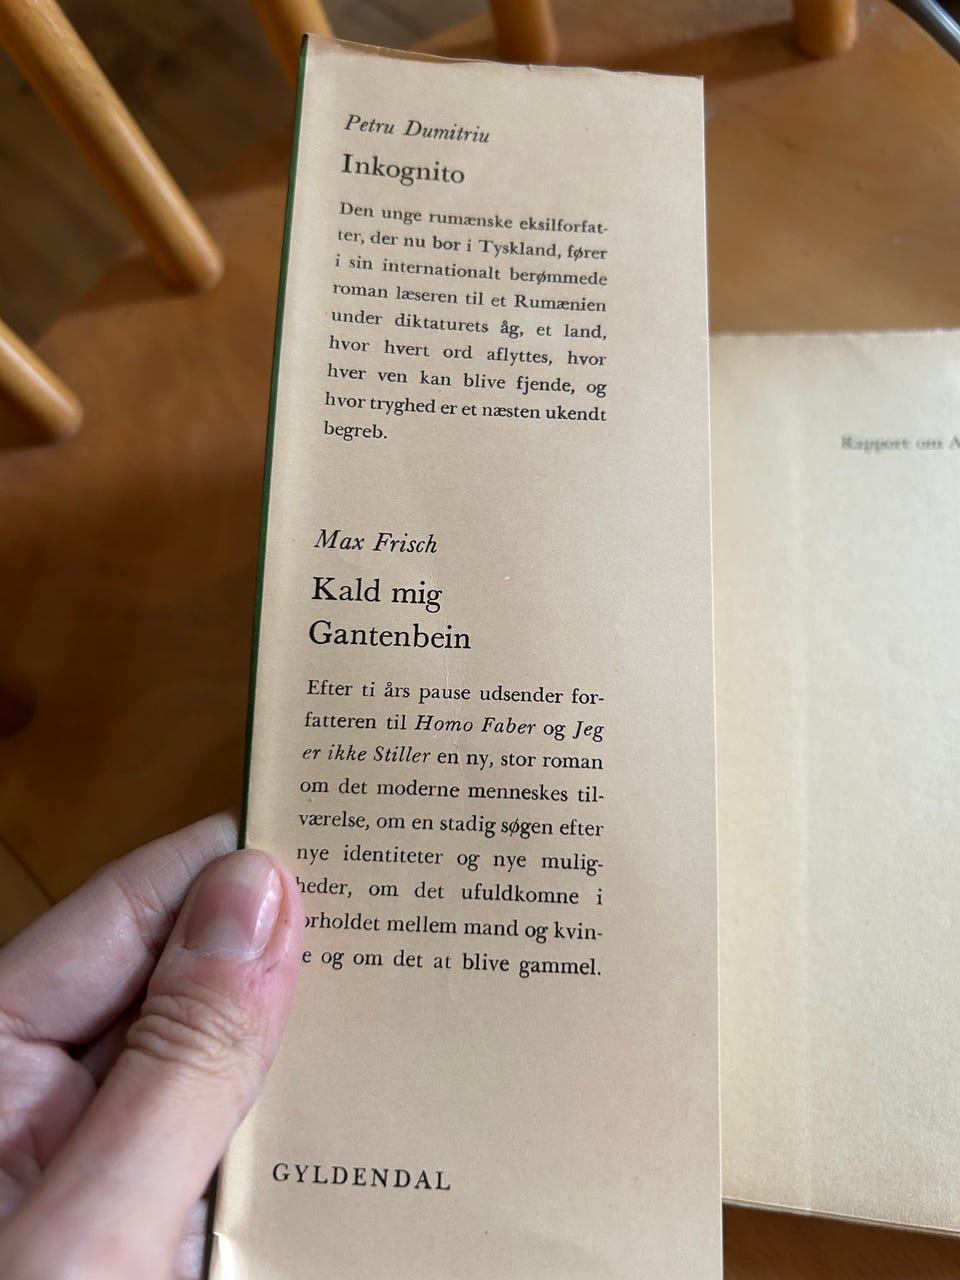 Petru Dumitriu
Inkognito
Den unge rumænske eksilforfat-
ter, der nu bor i Tyskland, fører
i sin internationalt berømmede
roman læseren til et Rumænien
under diktaturets åg, et land,
hvor hvert ord aflyttes, hvor
hver ven kan blive fjende, og
hvor tryghed er et næsten ukendt
begreb.
Max Frisch
Kald mig
Gantenbein
Efter ti års pause udsender for-
fatteren til Homo Faber og Jeg
er ikke Stiller en ny, stor roman
om det moderne menneskes til-
værelse, om en stadig søgen efter
nye identiteter og nye mulig-
heder, om det ufuldkomne i
orholdet mellem mand og kvin-
e og om det at blive gammel.
GYLDENDAL
Rapport om A